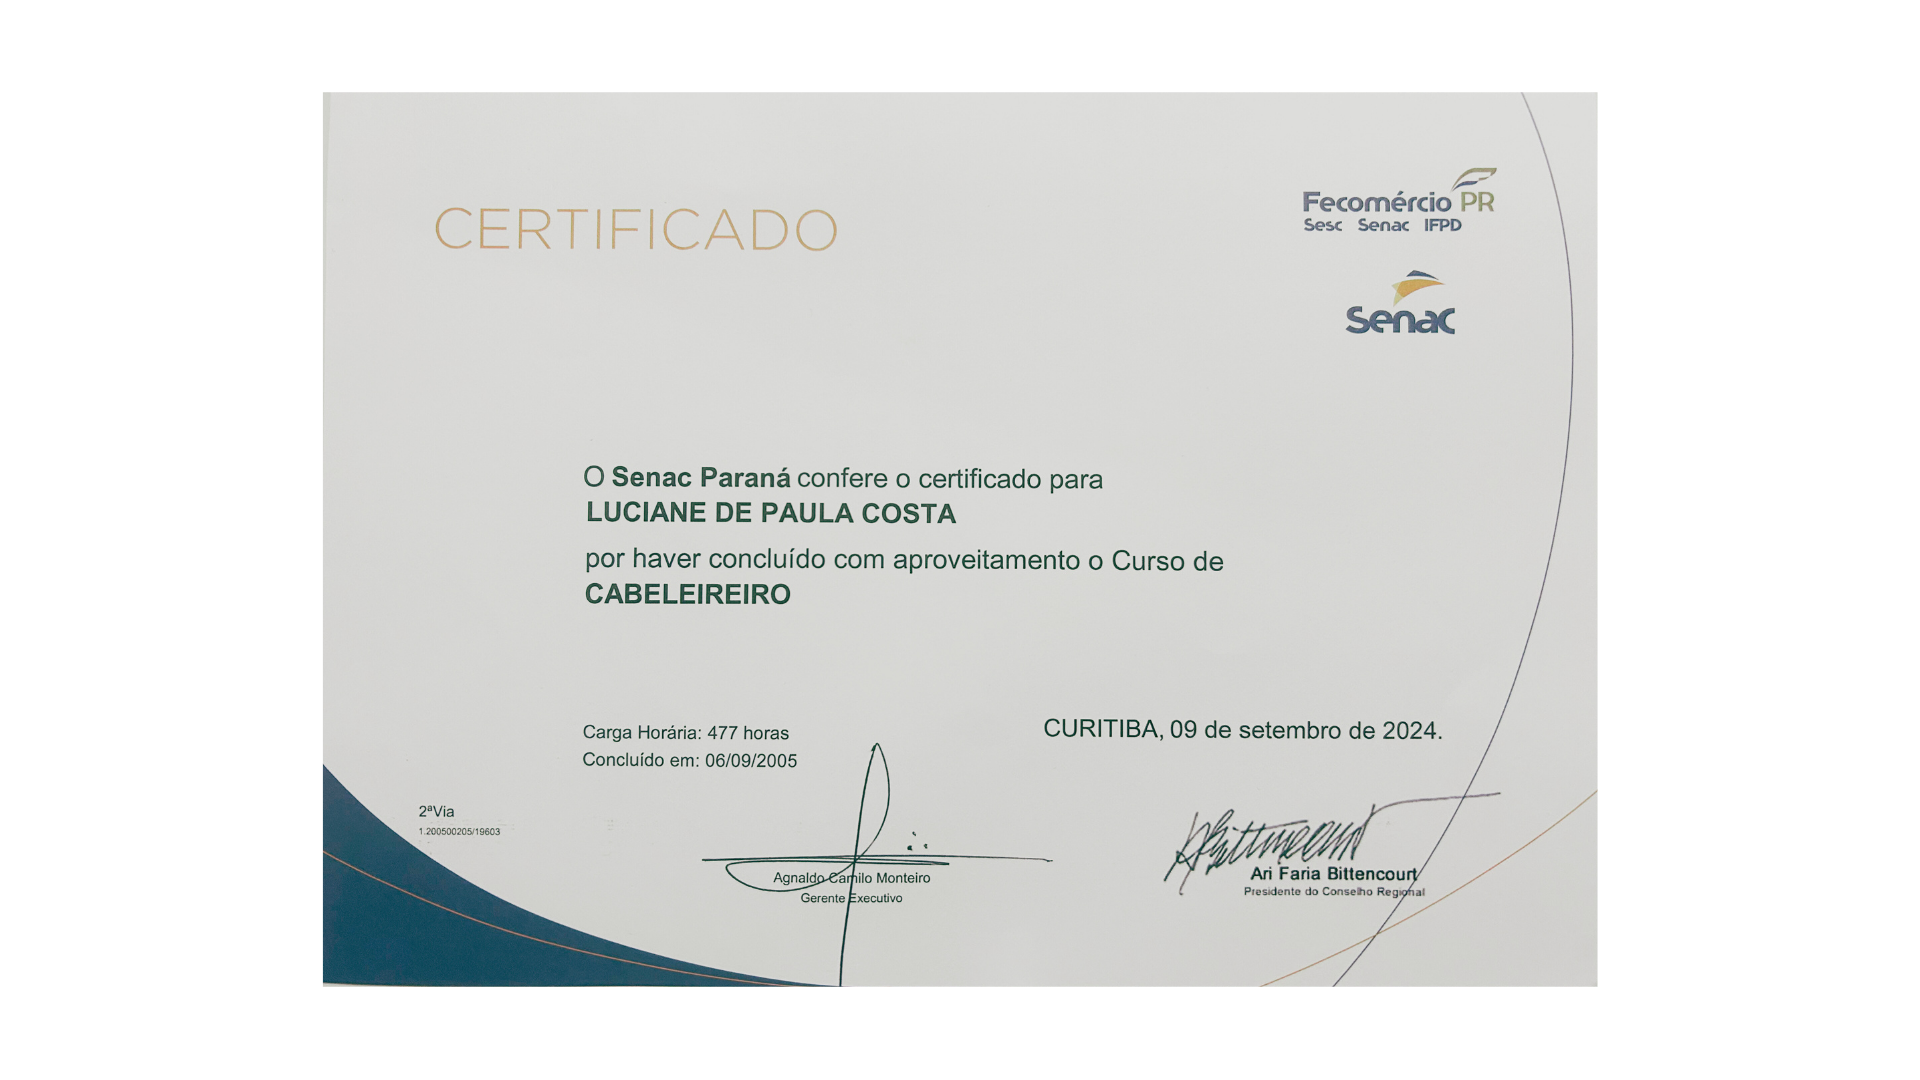 CERTIFICADO
Fecomércio PR
Sesc Senac IFPD
Senac
O Senac Paraná confere o certificado para
LUCIANE DE PAULA COSTA
por haver concluído com aproveitamento o Curso de
CABELEIREIRO
Carga Horária: 477 horas
Concluído em: 06/09/2005
CURITIBA, 09 de setembro de 2024.
2ªVia
1.200500205/19603
Agnaldo Camilo Monteiro
Gerente Executivo
Ari Faria Bittencourt
Presidente do Conselho Regional